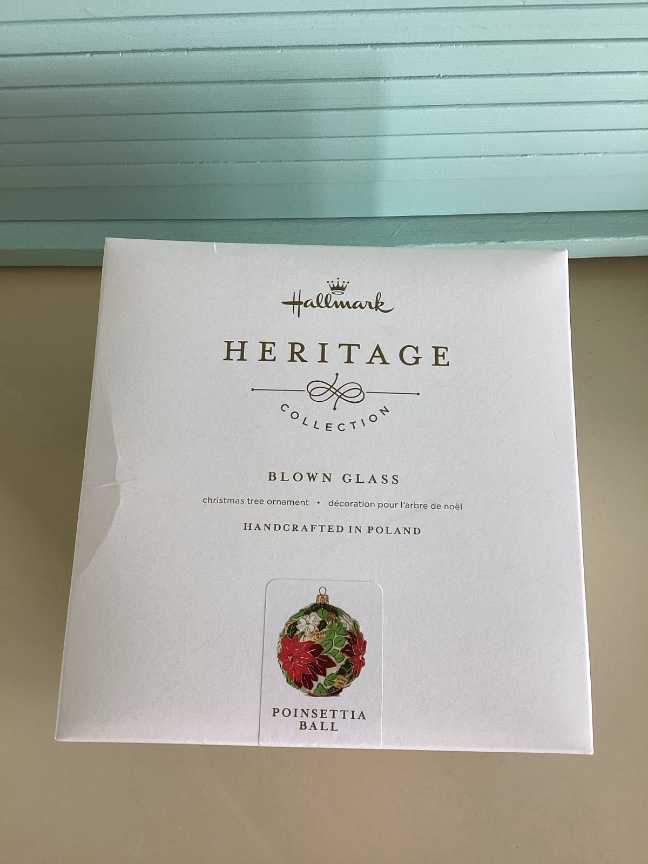 Hallmark
HERITAGE
COLLECTION
BLOWN GLASS
christmas tree ornament • décoration pour l'arbre de noël
HANDCRAFTED IN POLAND
POINSETTIA
BALL